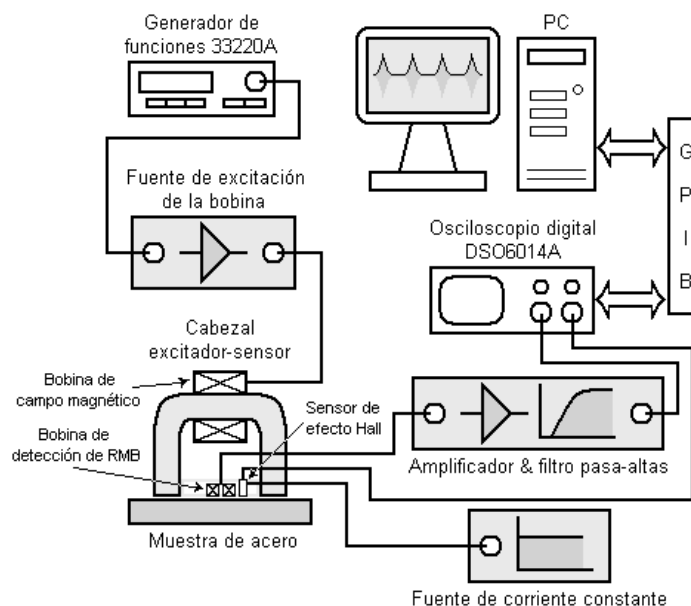 Generador de
funciones 33220A
PC
Fuente de excitación
de la bobina
G
P
I
B
Osciloscopio digital
DSO6014A
Cabezal
excitador-sensor
Bobina de
campo magnético
Sensor de
efecto Hall
Bobina de
detección de RMB
Amplificador & filtro pasa-altas
Muestra de acero
Fuente de corriente constante